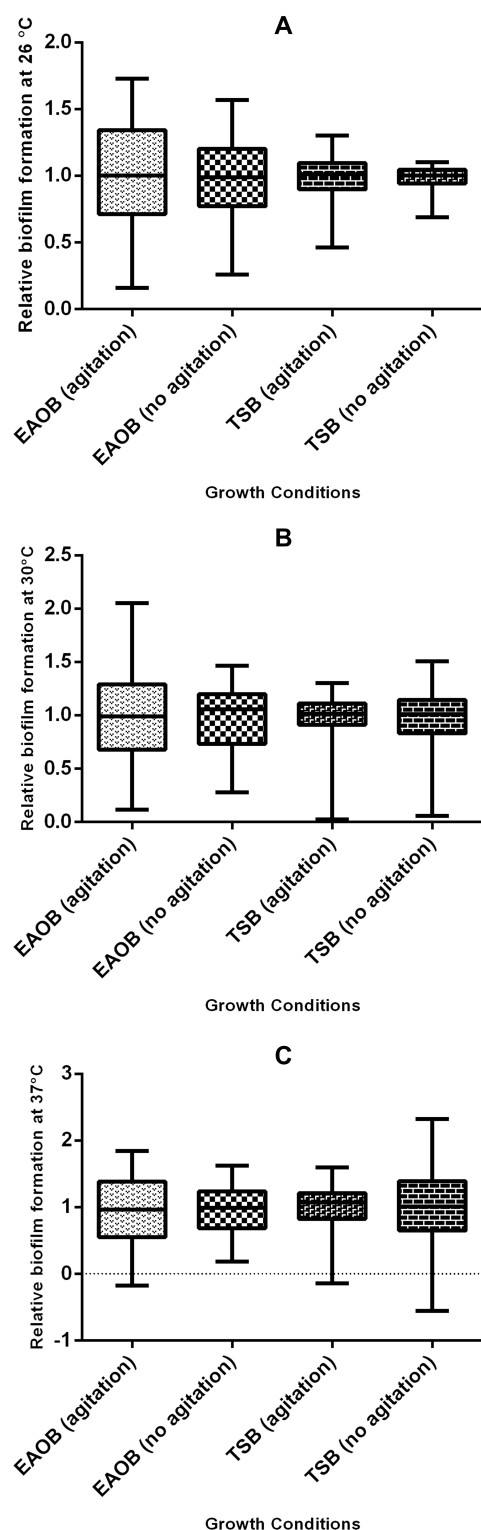 A
Relative biofilm formation at 26 °C
2.0
1.5
1.0
0.5
0.0
EAOB (agitation)
EAOB (no agitation)
TSB (agitation)
TSB (no agitation)
Growth Conditions
B
Relative biofilm formation at 30°C
2.5
2.0
1.5
1.0
0.5
0.0
EAOB (agitation)
EAOB (no agitation)
TSB (agitation)
TSB (no agitation)
Growth Conditions
C
Relative biofilm formation at 37°C
3
2
1
0
-1
EAOB (agitation)
EAOB (no agitation)
TSB (agitation)
TSB (no agitation)
Growth Conditions